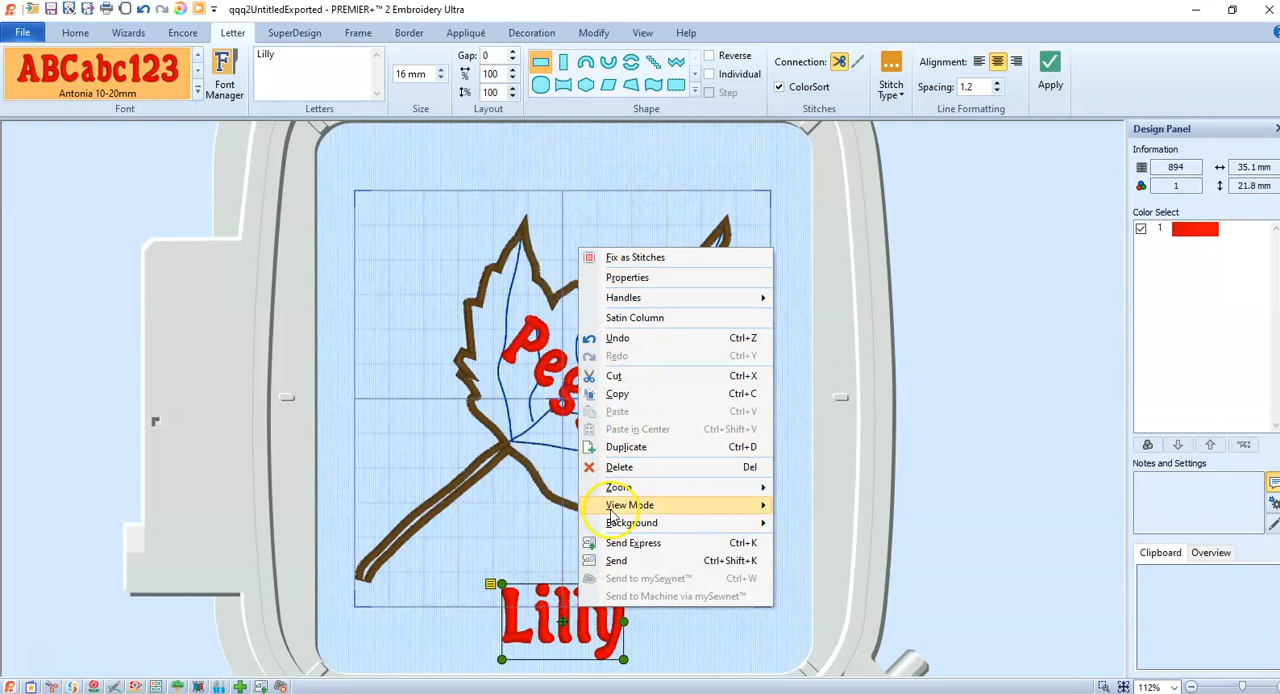 qqq2UntitledExported - PREMIER+™ 2 Embroidery Ultra
File Home Wizards Encore Letter SuperDesign Frame Border Appliqué Decoration Modify View Help
ABCabc123
Antonia 10-20mm
Font
Font Manager
Lilly
Letters
16 mm
Size
Gap: 0
% 100
% 100
Layout
Shape
Reverse
Individual
Step
Connection:
ColorSort
Stitches
Stitch Type
Alignment:
Spacing: 1.2
Line Formatting
Apply
Fix as Stitches
Properties
Handles
Satin Column
Undo Ctrl+Z
Redo Ctrl+Y
Cut Ctrl+X
Copy Ctrl+C
Paste Ctrl+V
Paste in Center Ctrl+Shift+V
Duplicate Ctrl+D
Delete Del
Zoom
View Mode
Background
Send Express Ctrl+K
Send Ctrl+Shift+K
Send to mySewnet™ Ctrl+W
Send to Machine via mySewnet™
Pes
Lilly
Design Panel
Information
894 35.1 mm
1 21.8 mm
Color Select
1
Notes and Settings
Clipboard Overview
112%